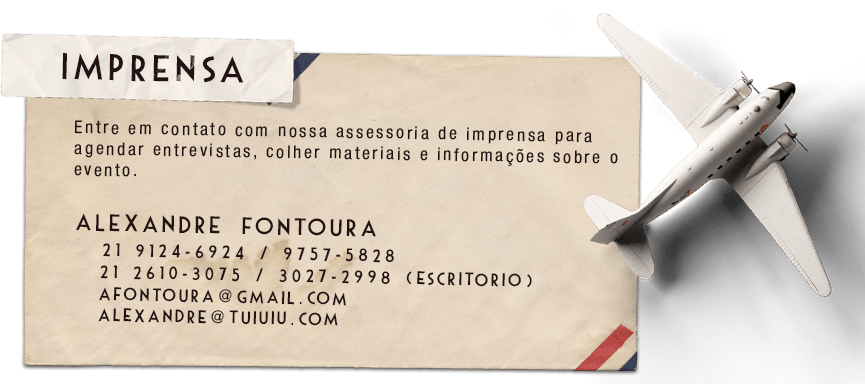 IMPRENSA
Entre em contato com nossa assessoria de imprensa para
agendar entrevistas, colher materiais e informações sobre o
evento.
ALEXANDRE FONTOURA
21 9124-6924 / 9757-5828
21 2610-3075 / 3027-2998 (ESCRITORIO)
AFONTOURA@GMAIL.COM
ALEXANDRE@TUIUIU.COM